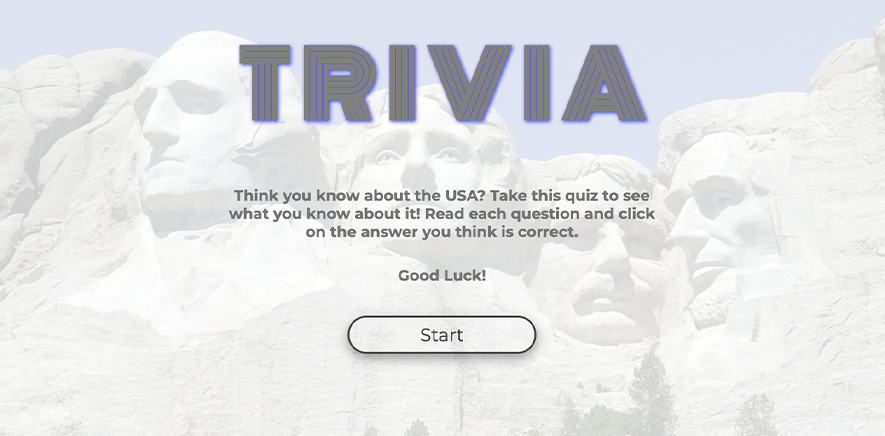 TRIVIA
Think you know about the USA? Take this quiz to see
what you know about it! Read each question and click
on the answer you think is correct.
Good Luck!
Start